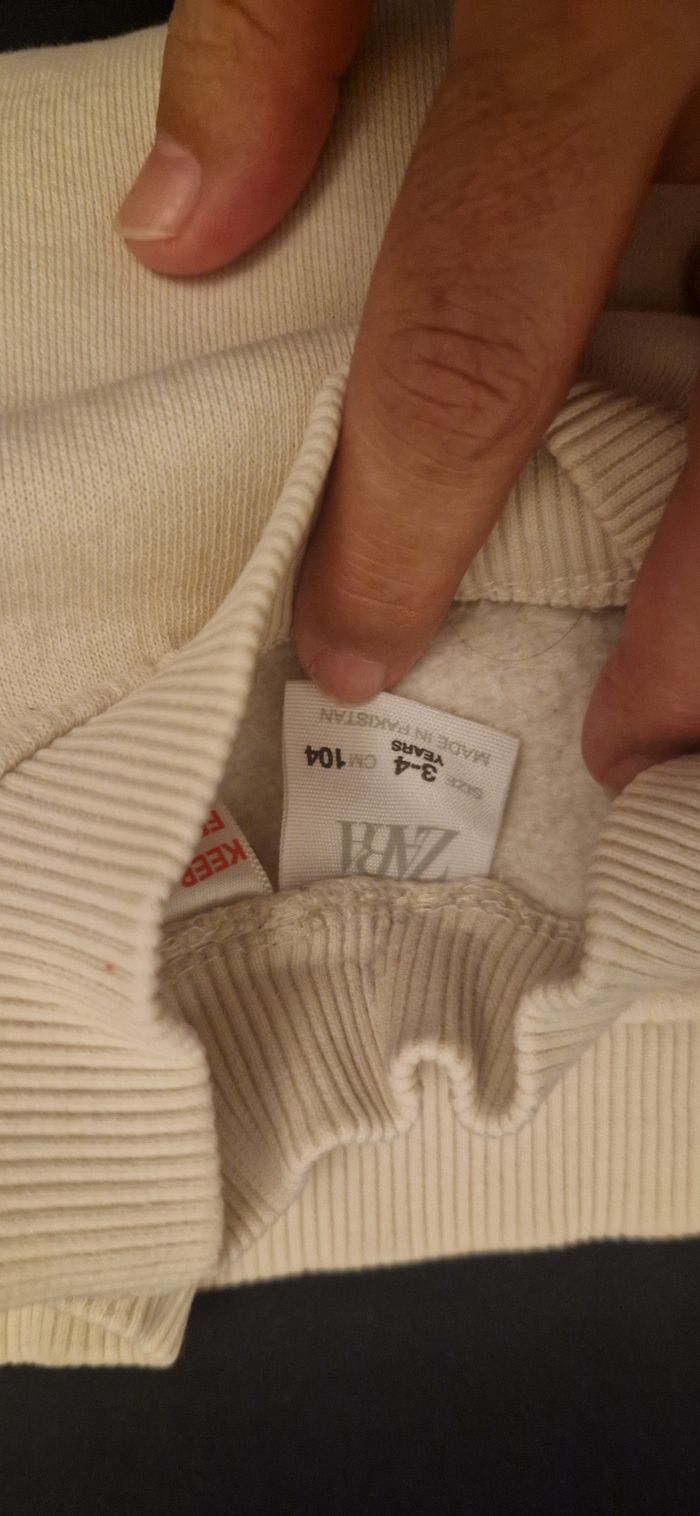 ZARA
SIZE 3-4 YEARS CM 104
MADE IN PAKISTAN
KEEP